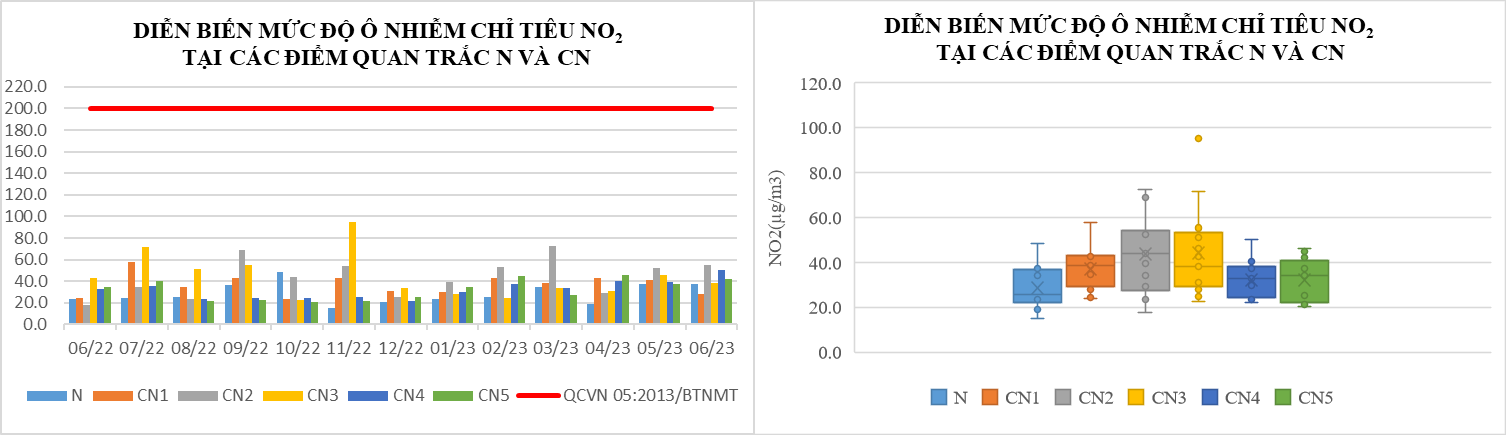 DIỄN BIẾN MỨC ĐỘ Ô NHIỄM CHỈ TIÊU NO2
TẠI CÁC ĐIỂM QUAN TRẮC N VÀ CN
220.0
200.0
180.0
160.0
140.0
120.0
100.0
80.0
60.0
40.0
20.0
0.0
06/22 07/22 08/22 09/22 10/22 11/22 12/22 01/23 02/23 03/23 04/23 05/23 06/23
N CN1 CN2 CN3 CN4 CN5 QCVN 05:2013/BTNMT
DIỄN BIẾN MỨC ĐỘ Ô NHIỄM CHỈ TIÊU NO2
TẠI CÁC ĐIỂM QUAN TRẮC N VÀ CN
120.0
100.0
80.0
60.0
40.0
20.0
0.0
NO2(µg/m3)
N CN1 CN2 CN3 CN4 CN5